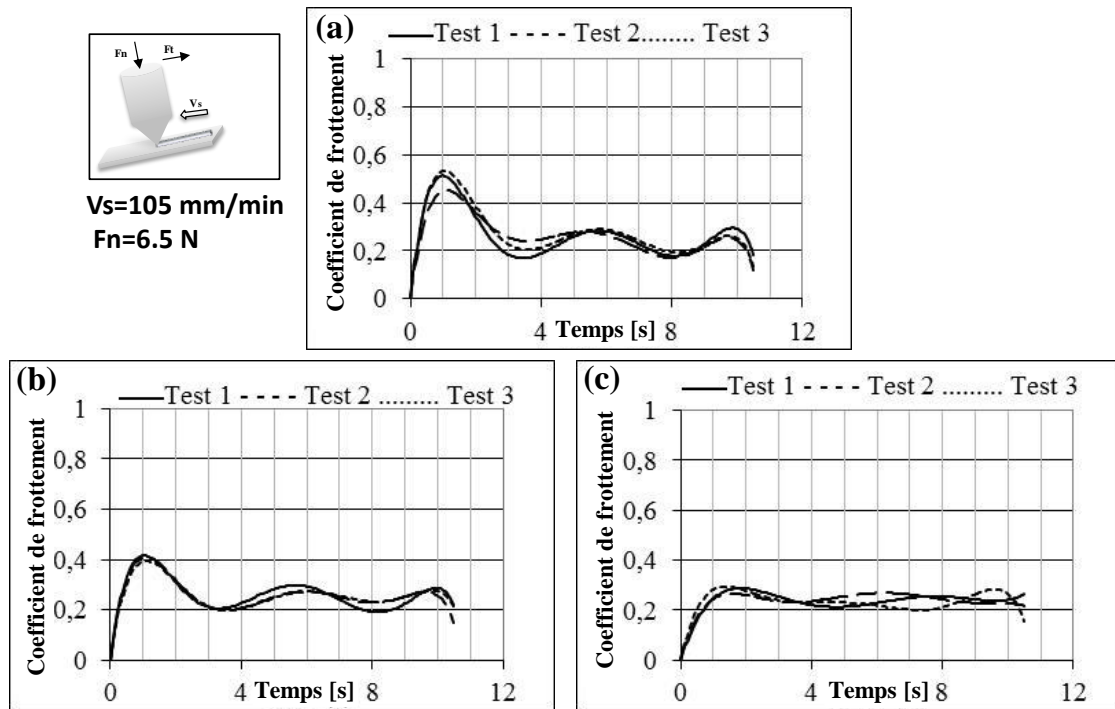 Fn Ft
Vs
Vs=105 mm/min
Fn=6.5 N
(a)
Test 1 Test 2 Test 3
Coefficient de frottement
1
0,8
0,6
0,4
0,2
0
0 4 8 12
Temps [s]
(b)
Test 1 Test 2 Test 3
Coefficient de frottement
1
0,8
0,6
0,4
0,2
0
0 4 8 12
Temps [s]
(c)
Test 1 Test 2 Test 3
Coefficient de frottement
1
0,8
0,6
0,4
0,2
0
0 4 8 12
Temps [s]